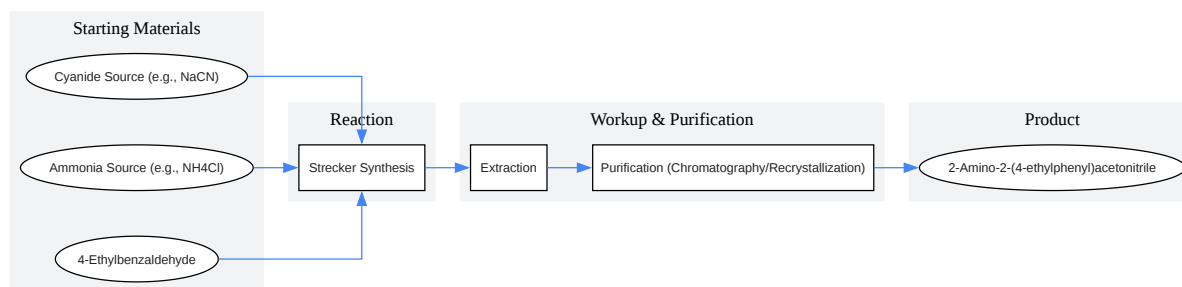 Starting Materials
Cyanide Source (e.g., NaCN)
Ammonia Source (e.g., NH4Cl)
4-Ethylbenzaldehyde
Reaction
Strecker Synthesis
Workup & Purification
Extraction
Purification (Chromatography/Recrystallization)
Product
2-Amino-2-(4-ethylphenyl)acetonitrile